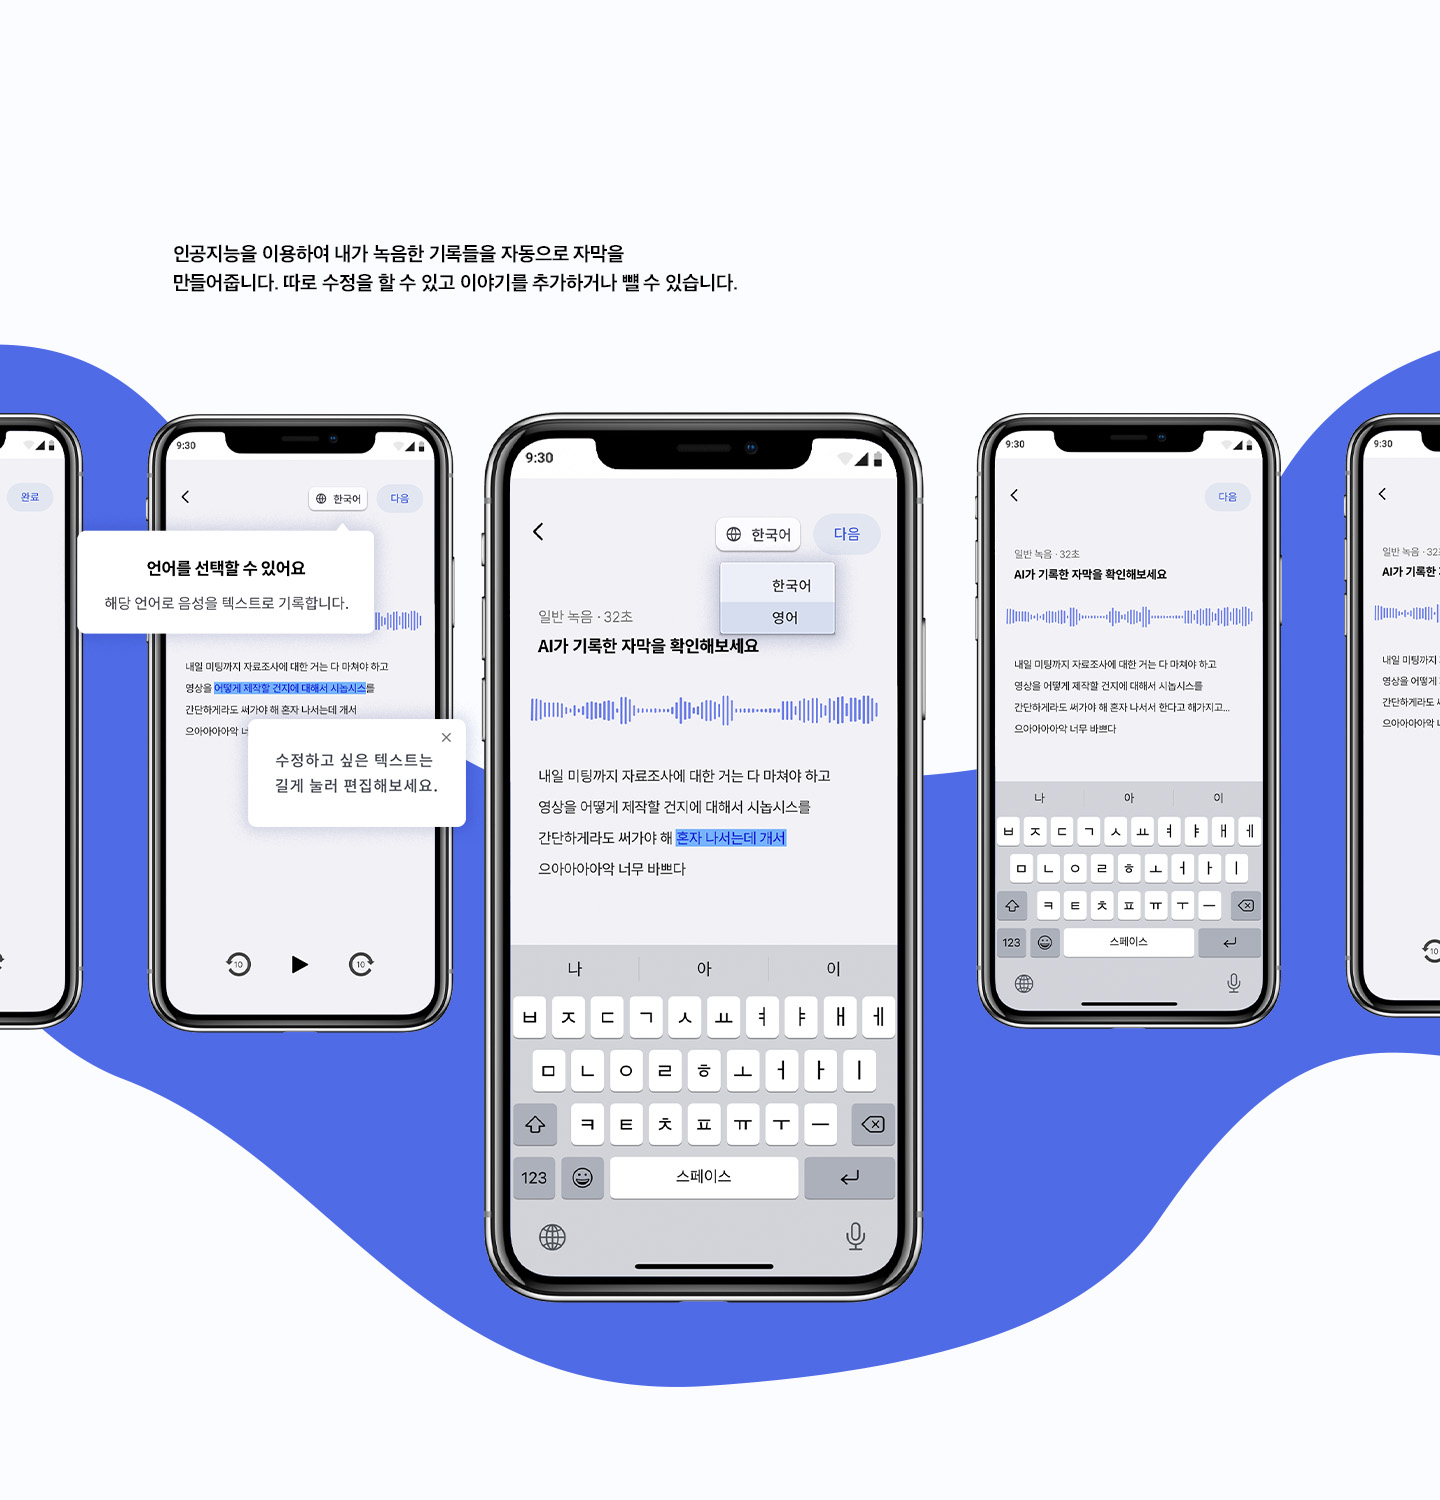 인공지능을 이용하여 내가 녹음한 기록들을 자동으로 자막을
만들어줍니다. 따로 수정을 할 수 있고 이야기를 추가하거나 뺄 수 있습니다.
완료
9:30
한국어 다음
언어를 선택할 수 있어요
해당 언어로 음성을 텍스트로 기록합니다.
내일 미팅까지 자료조사에 대한 거는 다 마쳐야 하고
영상을 어떻게 제작할 건지에 대해서 시놉시스를
간단하게라도 써가야 해 혼자 나서는데 개서
으아아아아악 너
수정하고 싶은 텍스트는
길게 눌러 편집해보세요.
10 10
9:30
한국어 다음
한국어
영어
일반 녹음 · 32초
AI가 기록한 자막을 확인해보세요
내일 미팅까지 자료조사에 대한 거는 다 마쳐야 하고
영상을 어떻게 제작할 건지에 대해서 시놉시스를
간단하게라도 써가야 해 혼자 나서는데 개서
으아아아아악 너무 바쁘다
나 아 이
ㅂ ㅈ ㄷ ㄱ ㅅ ㅛ ㅕ ㅑ ㅐ ㅔ
ㅁ ㄴ ㅇ ㄹ ㅎ ㅗ ㅓ ㅏ ㅣ
ㅋ ㅌ ㅊ ㅍ ㅠ ㅜ ㅡ
123 스페이스
9:30
다음
일반 녹음 · 32초
AI가 기록한 자막을 확인해보세요
내일 미팅까지 자료조사에 대한 거는 다 마쳐야 하고
영상을 어떻게 제작할 건지에 대해서 시놉시스를
간단하게라도 써가야 해 혼자 나서서 한다고 해가지고...
으아아아아악 너무 바쁘다
나 아 이
ㅂ ㅈ ㄷ ㄱ ㅅ ㅛ ㅕ ㅑ ㅐ ㅔ
ㅁ ㄴ ㅇ ㄹ ㅎ ㅗ ㅓ ㅏ ㅣ
ㅋ ㅌ ㅊ ㅍ ㅠ ㅜ ㅡ
123 스페이스
9:30
일반 녹음 · 32초
AI가 기록한
내일 미팅까지
영상을 어떻게
간단하게라도
으아아아아악
10